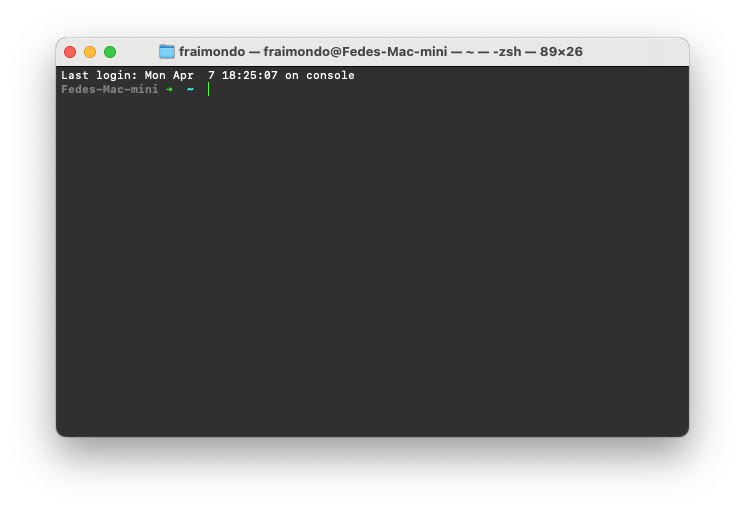 fraimondo — fraimondo@Fedes-Mac-mini — ~ — -zsh — 89×26
Last login: Mon Apr  7 18:25:07 on console
Fedes-Mac-mini ➜  ~